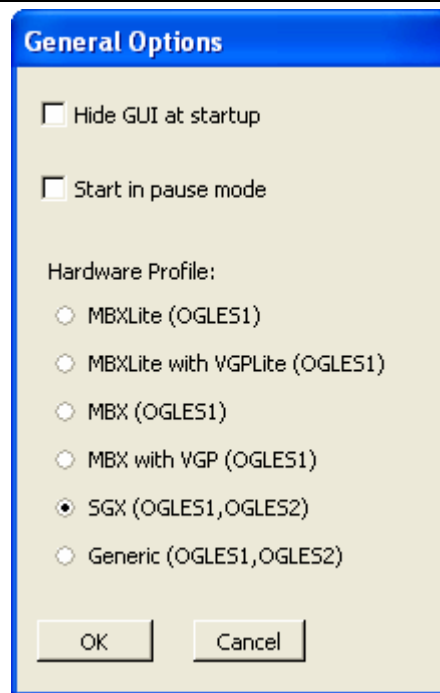 General Options
Hide GUI at startup
Start in pause mode
Hardware Profile:
MBXLite (OGLES1)
MBXLite with VGPLite (OGLES1)
MBX (OGLES1)
MBX with VGP (OGLES1)
SGX (OGLES1,OGLES2)
Generic (OGLES1,OGLES2)
OK Cancel